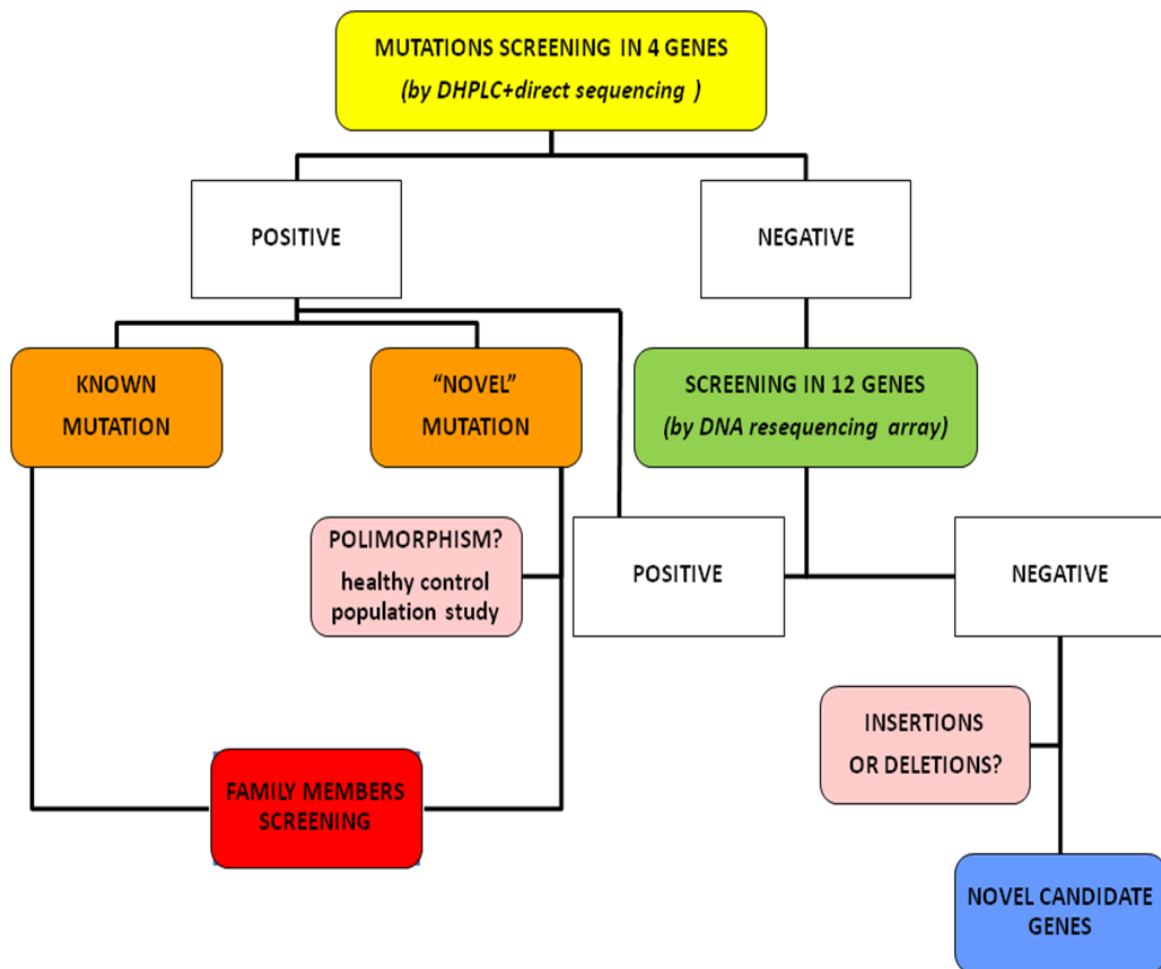 MUTATIONS SCREENING IN 4 GENES
(by DHPLC+direct sequencing )
POSITIVE
NEGATIVE
KNOWN
MUTATION
“NOVEL”
MUTATION
SCREENING IN 12 GENES
(by DNA resequencing array)
POLIMORPHISM?
healthy control
population study
POSITIVE
NEGATIVE
INSERTIONS
OR DELETIONS?
FAMILY MEMBERS
SCREENING
NOVEL CANDIDATE
GENES